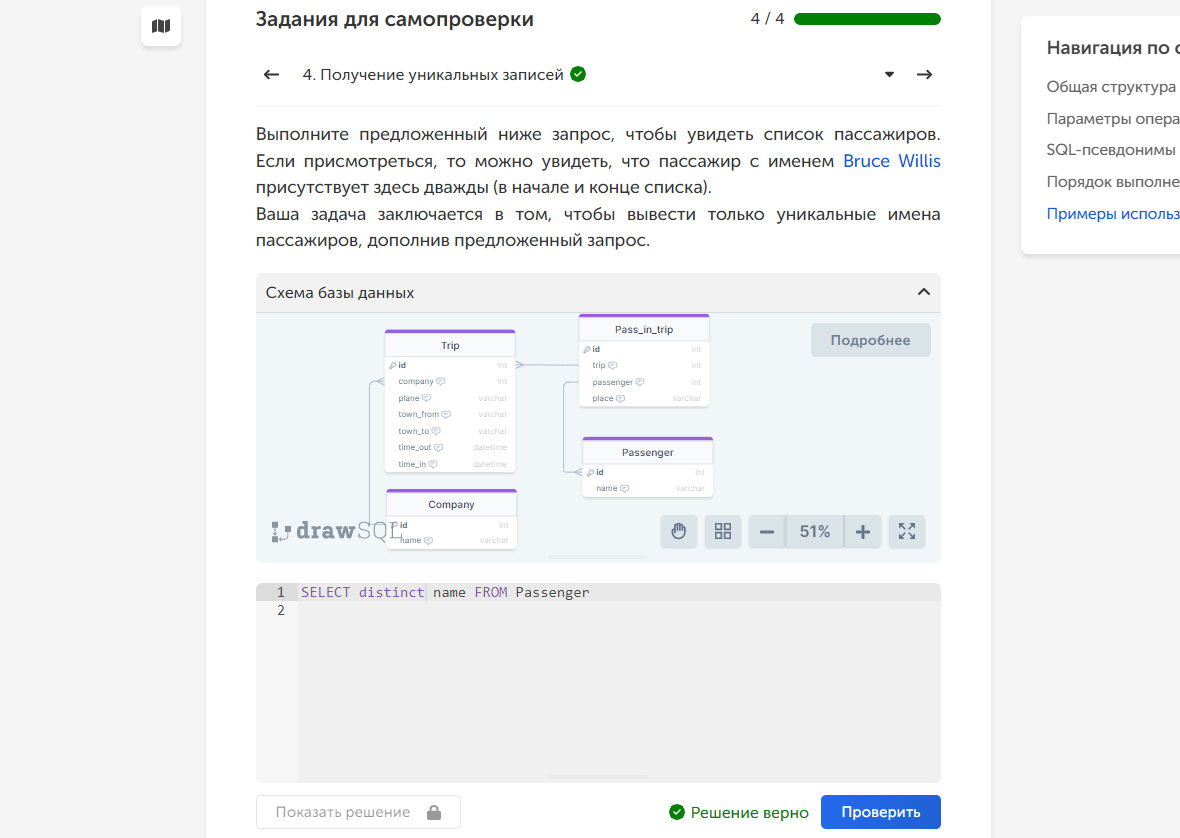 Задания для самопроверки
4 / 4
4. Получение уникальных записей
Выполните предложенный ниже запрос, чтобы увидеть список пассажиров.
Если присмотреться, то можно увидеть, что пассажир с именем Bruce Willis
присутствует здесь дважды (в начале и конце списка).
Ваша задача заключается в том, чтобы вывести только уникальные имена
пассажиров, дополнив предложенный запрос.
Схема базы данных
Подробнее
Trip
id int
company int
plane varchar
town_from varchar
town_to varchar
time_out datetime
time_in datetime
Pass_in_trip
id int
trip int
passenger int
place varchar
Passenger
id int
name varchar
Company
id int
name varchar
drawSQL
51%
1 SELECT distinct name FROM Passenger
2
Показать решение
Решение верно
Проверить
Навигация по с
Общая структура
Параметры опера
SQL-псевдонимы
Порядок выполне
Примеры использ